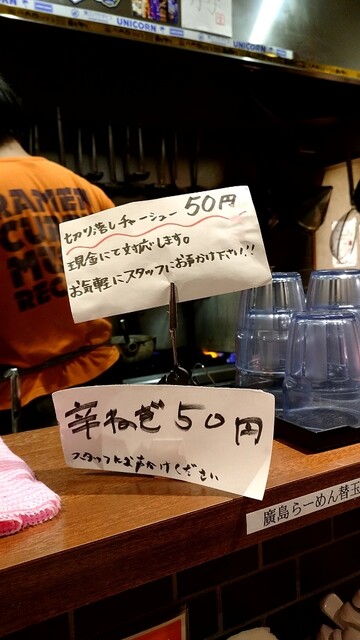 UNICORN
UNICORN
RAMEN
CU
MU
REC
切り落しチャーシュー 50円
現金にて対応します。
お気軽にスタッフにお声かけ下さい!!
辛ねぎ 50円
スタッフにお声かけください
廣島らーめん替玉